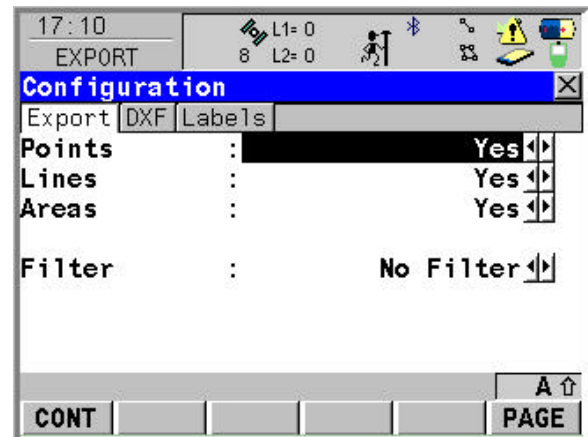 17:10
EXPORT
L1= 0
8 L2= 0
2
Configuration
Export DXF Labels
Points : Yes
Lines : Yes
Areas : Yes
Filter : No Filter
A
CONT PAGE